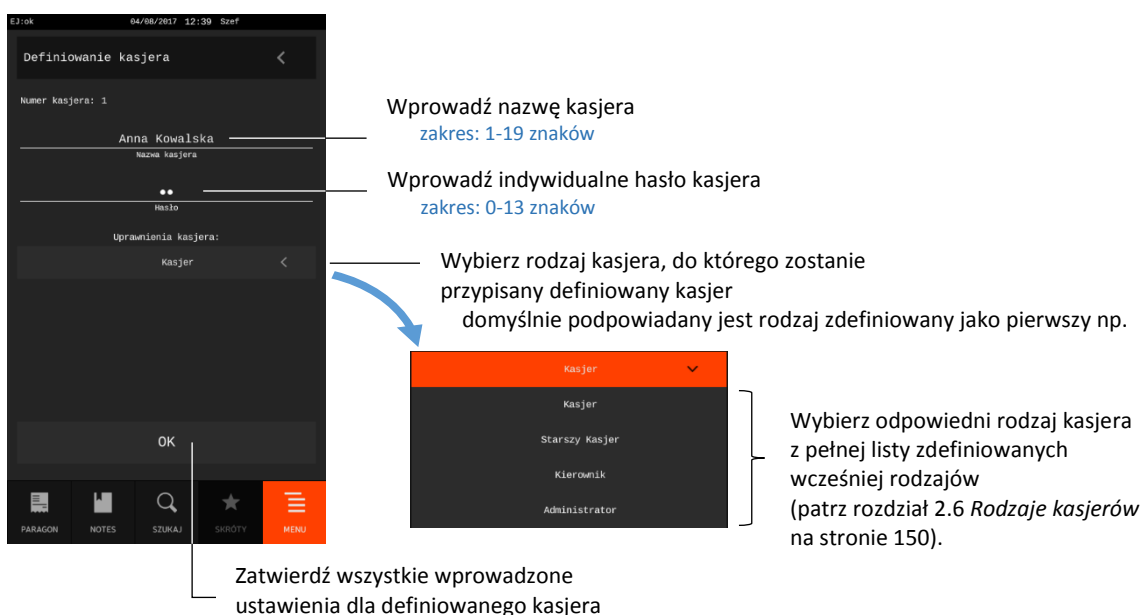 EJ:ok 04/08/2017 12:39 Szef
Definiowanie kasjera
Numer kasjera: 1
Anna Kowalska
Nazwa kasjera
Hasło
Uprawnienia kasjera:
Kasjer
OK
PARAGON NOTES SZUKAJ SKRÓTY MENU
Wprowadź nazwę kasjera
zakres: 1-19 znaków
Wprowadź indywidualne hasło kasjera
zakres: 0-13 znaków
Wybierz rodzaj kasjera, do którego zostanie
przypisany definiowany kasjer
domyślnie podpowiadany jest rodzaj zdefiniowany jako pierwszy np.
Kasjer
Kasjer
Starszy Kasjer
Kierownik
Administrator
Wybierz odpowiedni rodzaj kasjera
z pełnej listy zdefiniowanych
wcześniej rodzajów
(patrz rozdział 2.6 Rodzaje kasjerów
na stronie 150).
Zatwierdź wszystkie wprowadzone
ustawienia dla definiowanego kasjera